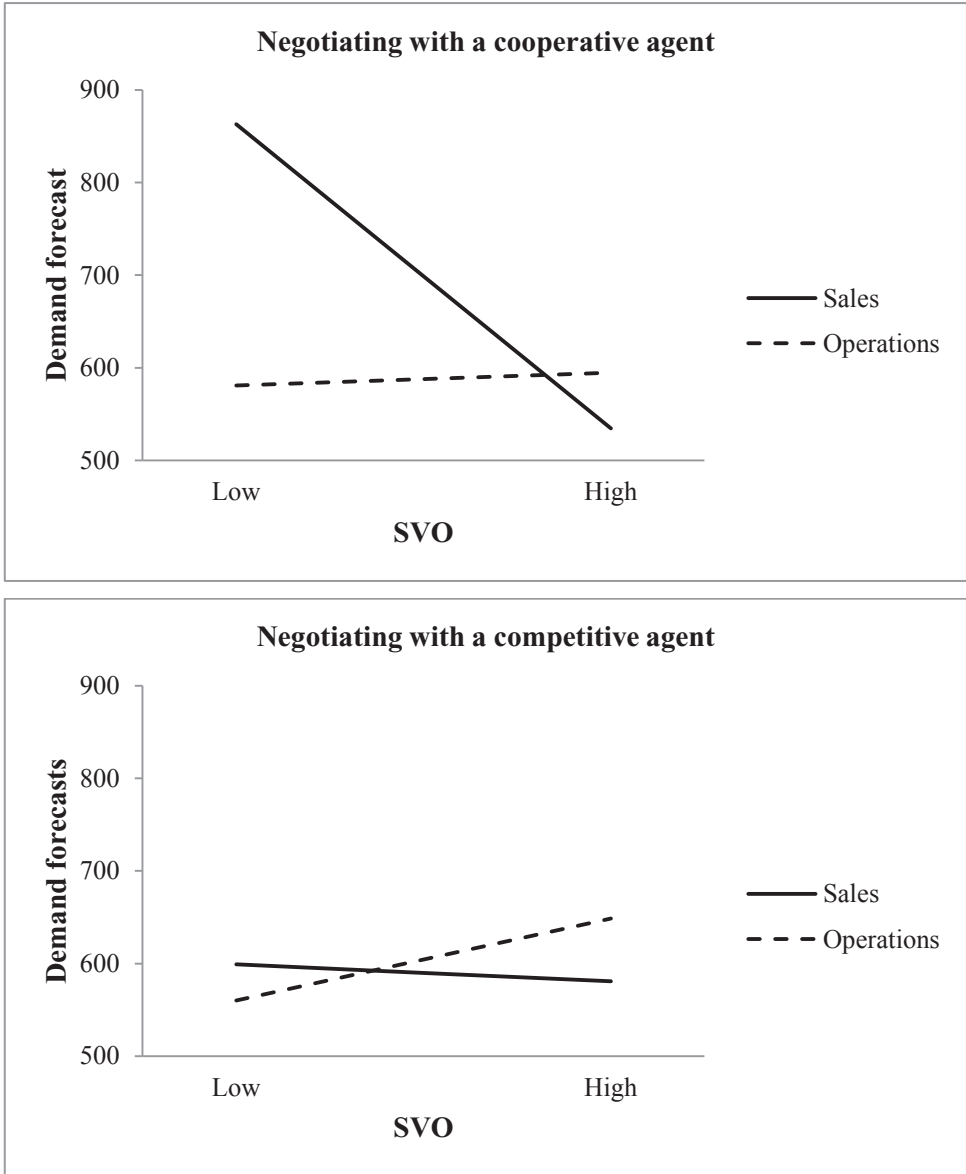 Negotiating with a cooperative agent
900
800
700
600
500
Demand forecast
Low
High
SVO
Sales
Operations
Negotiating with a competitive agent
900
800
700
600
500
Demand forecasts
Low
High
SVO
Sales
Operations